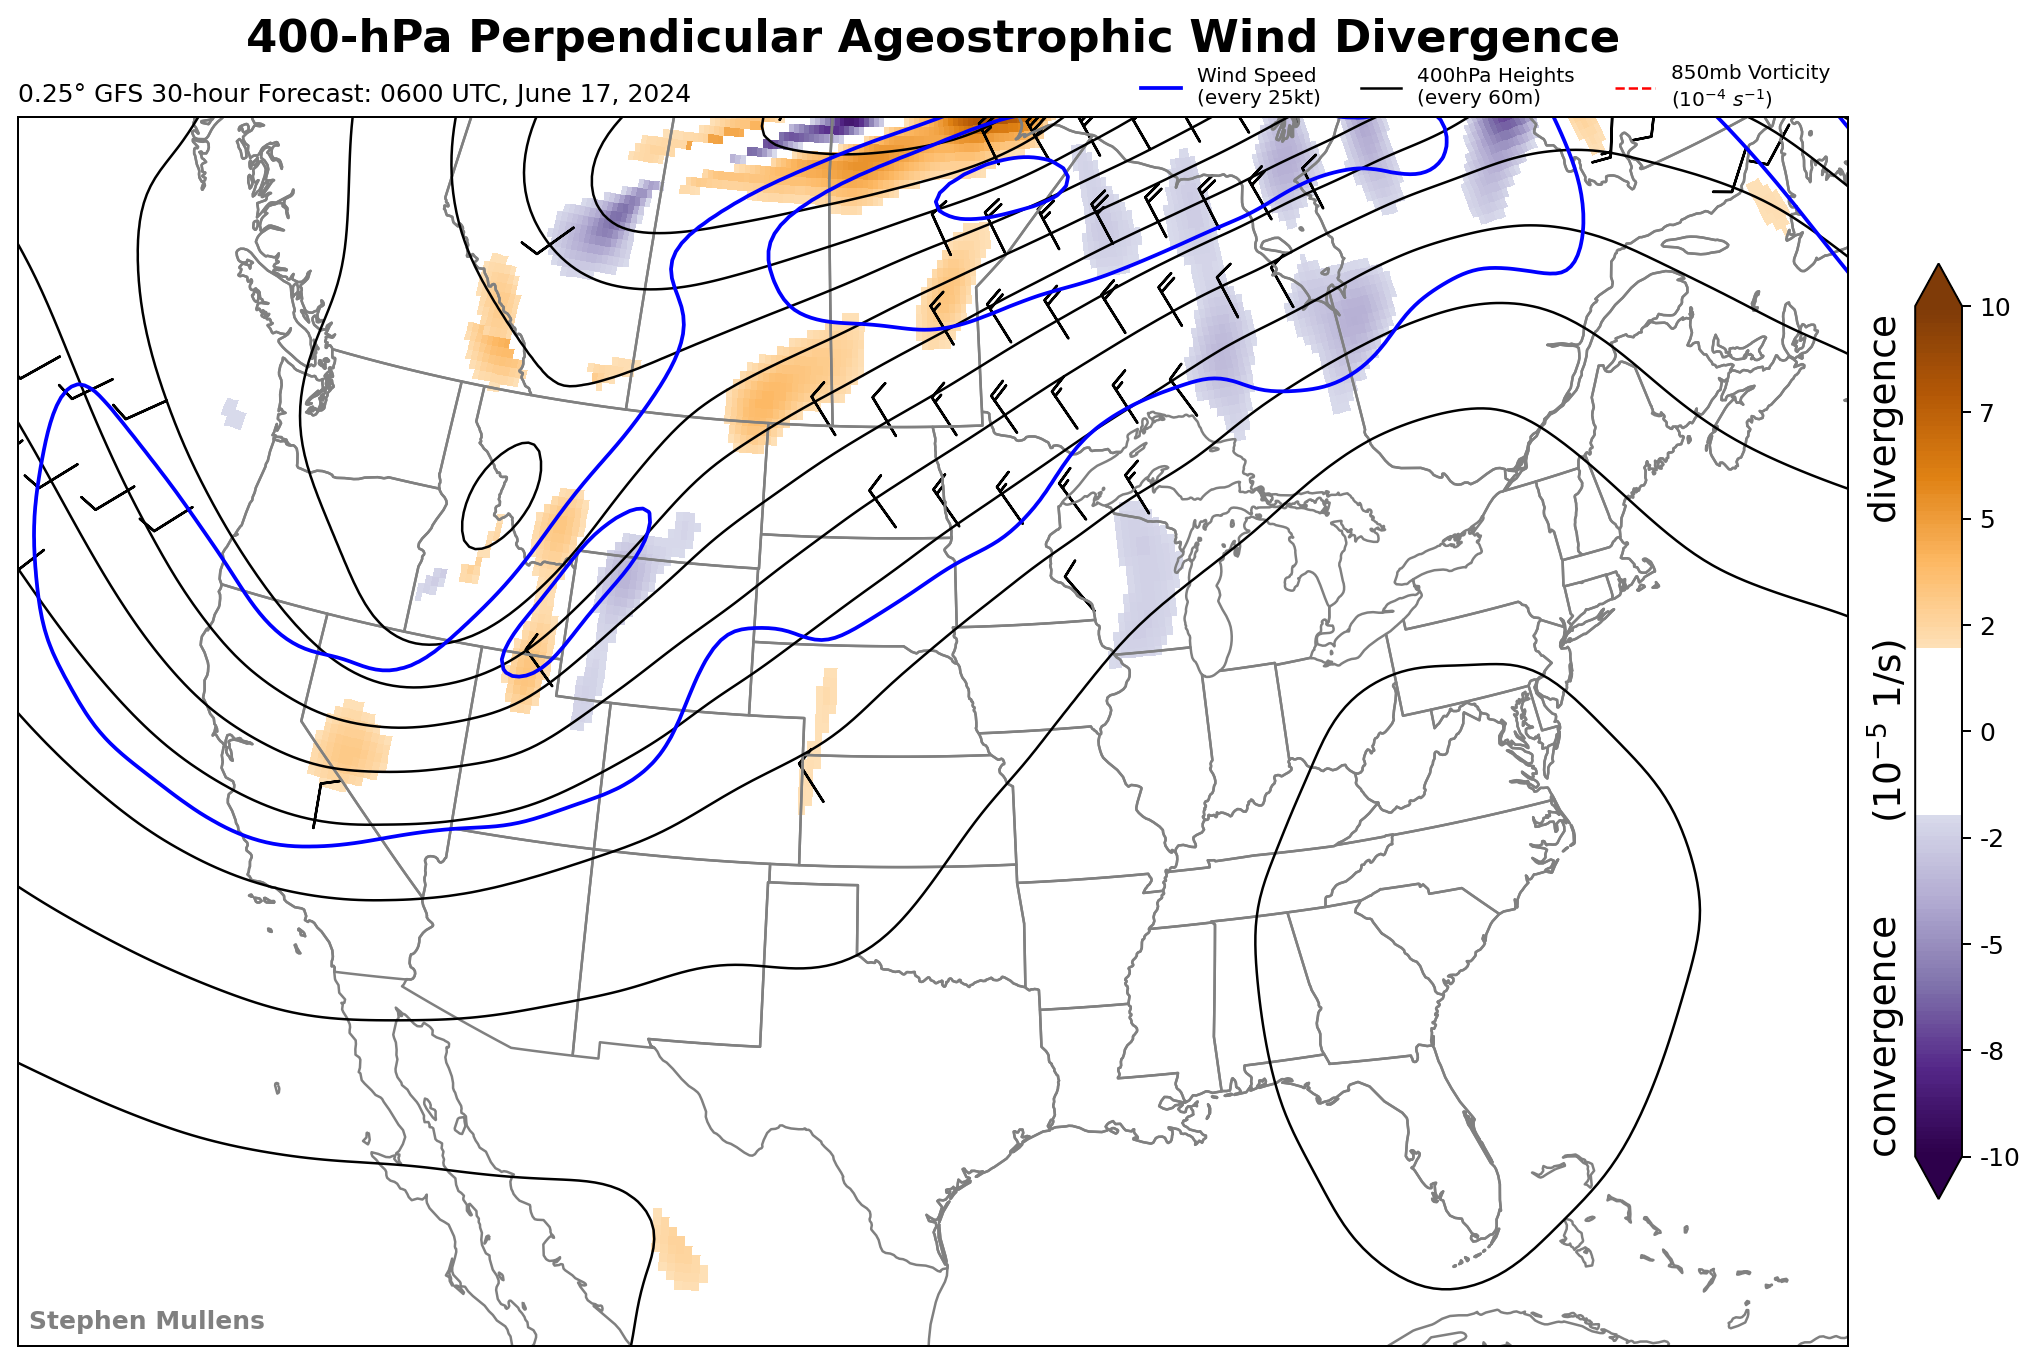 400-hPa Perpendicular Ageostrophic Wind Divergence
0.25° GFS 30-hour Forecast: 0600 UTC, June 17, 2024
Wind Speed
(every 25kt)
400hPa Heights
(every 60m)
850mb Vorticity
(10⁻⁴ s⁻¹)
convergence (10⁻⁵ 1/s) divergence
10
7
5
2
0
-2
-5
-8
-10
Stephen Mullens